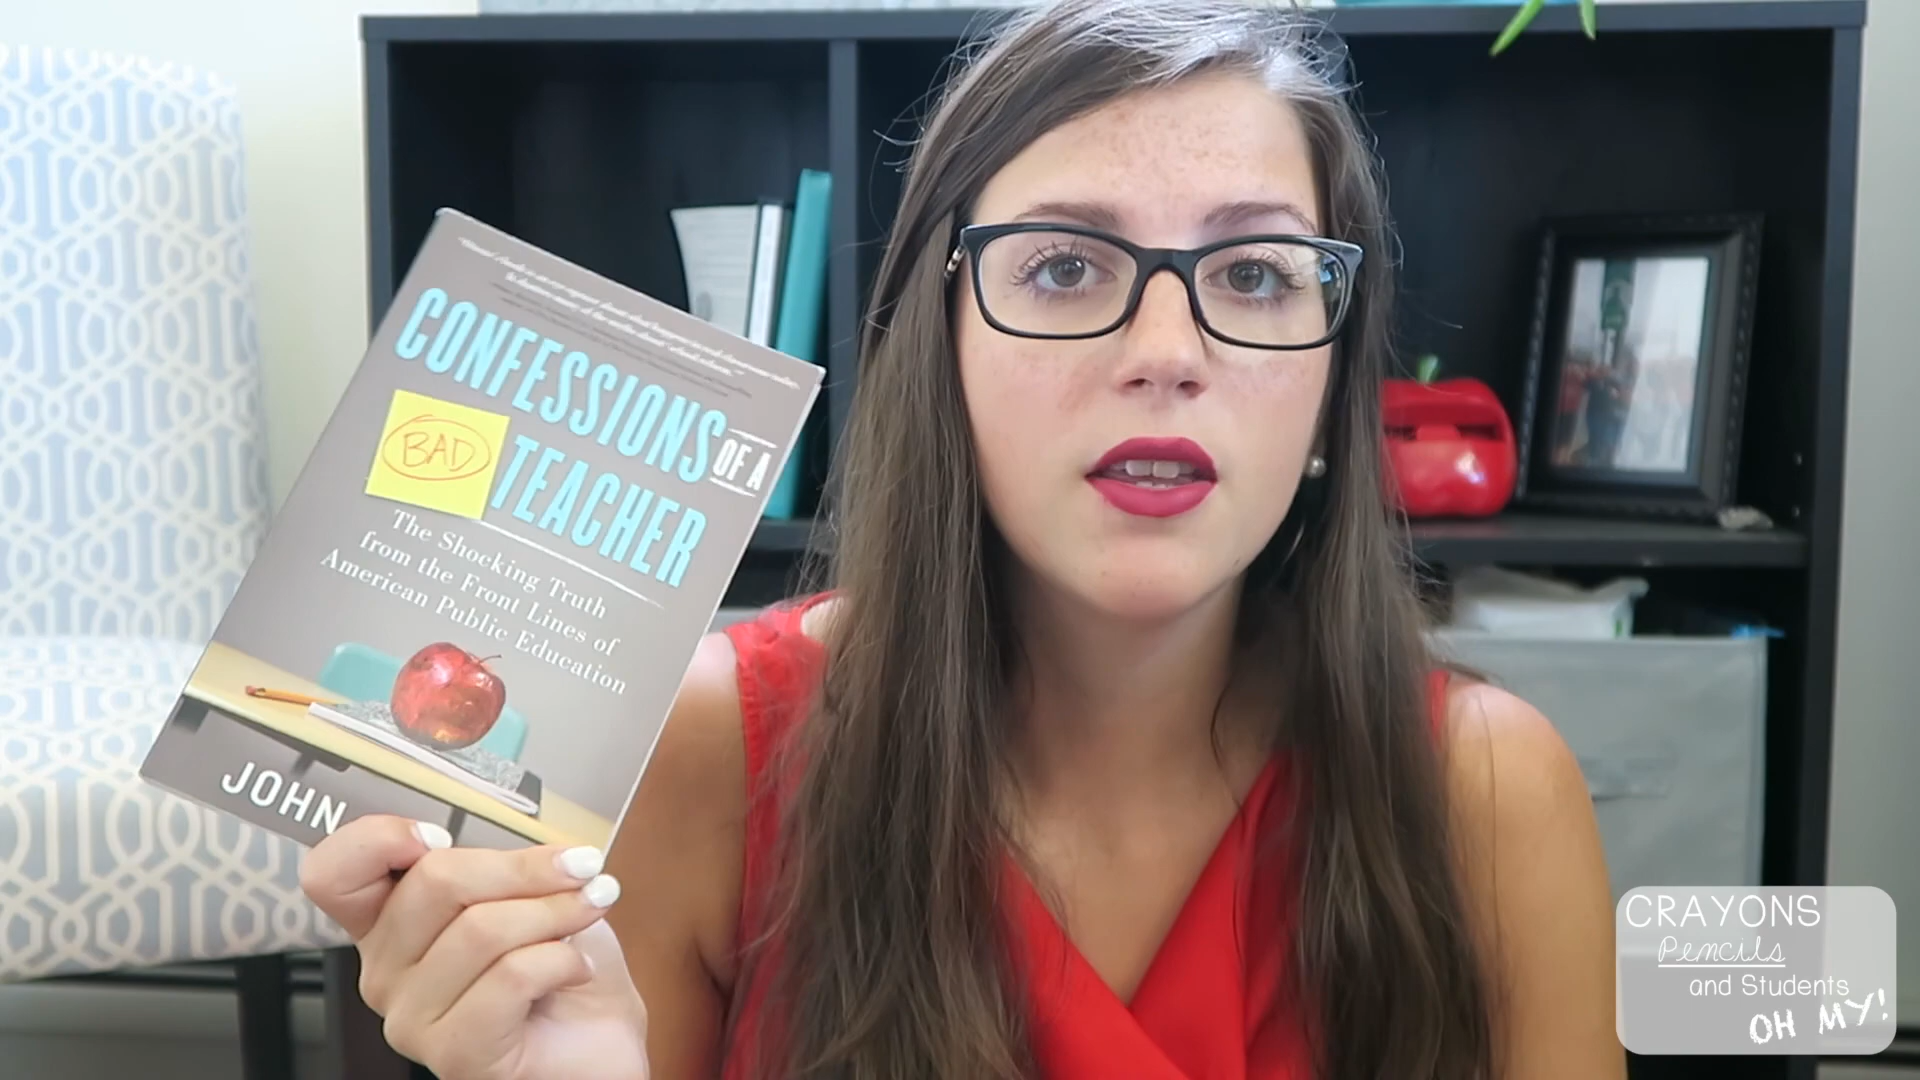 CONFESSIONS OF A
BAD TEACHER
The Shocking Truth
from the Front Lines of
American Public Education
JOHN
CRAYONS
Pencils
and Students
OH MY!